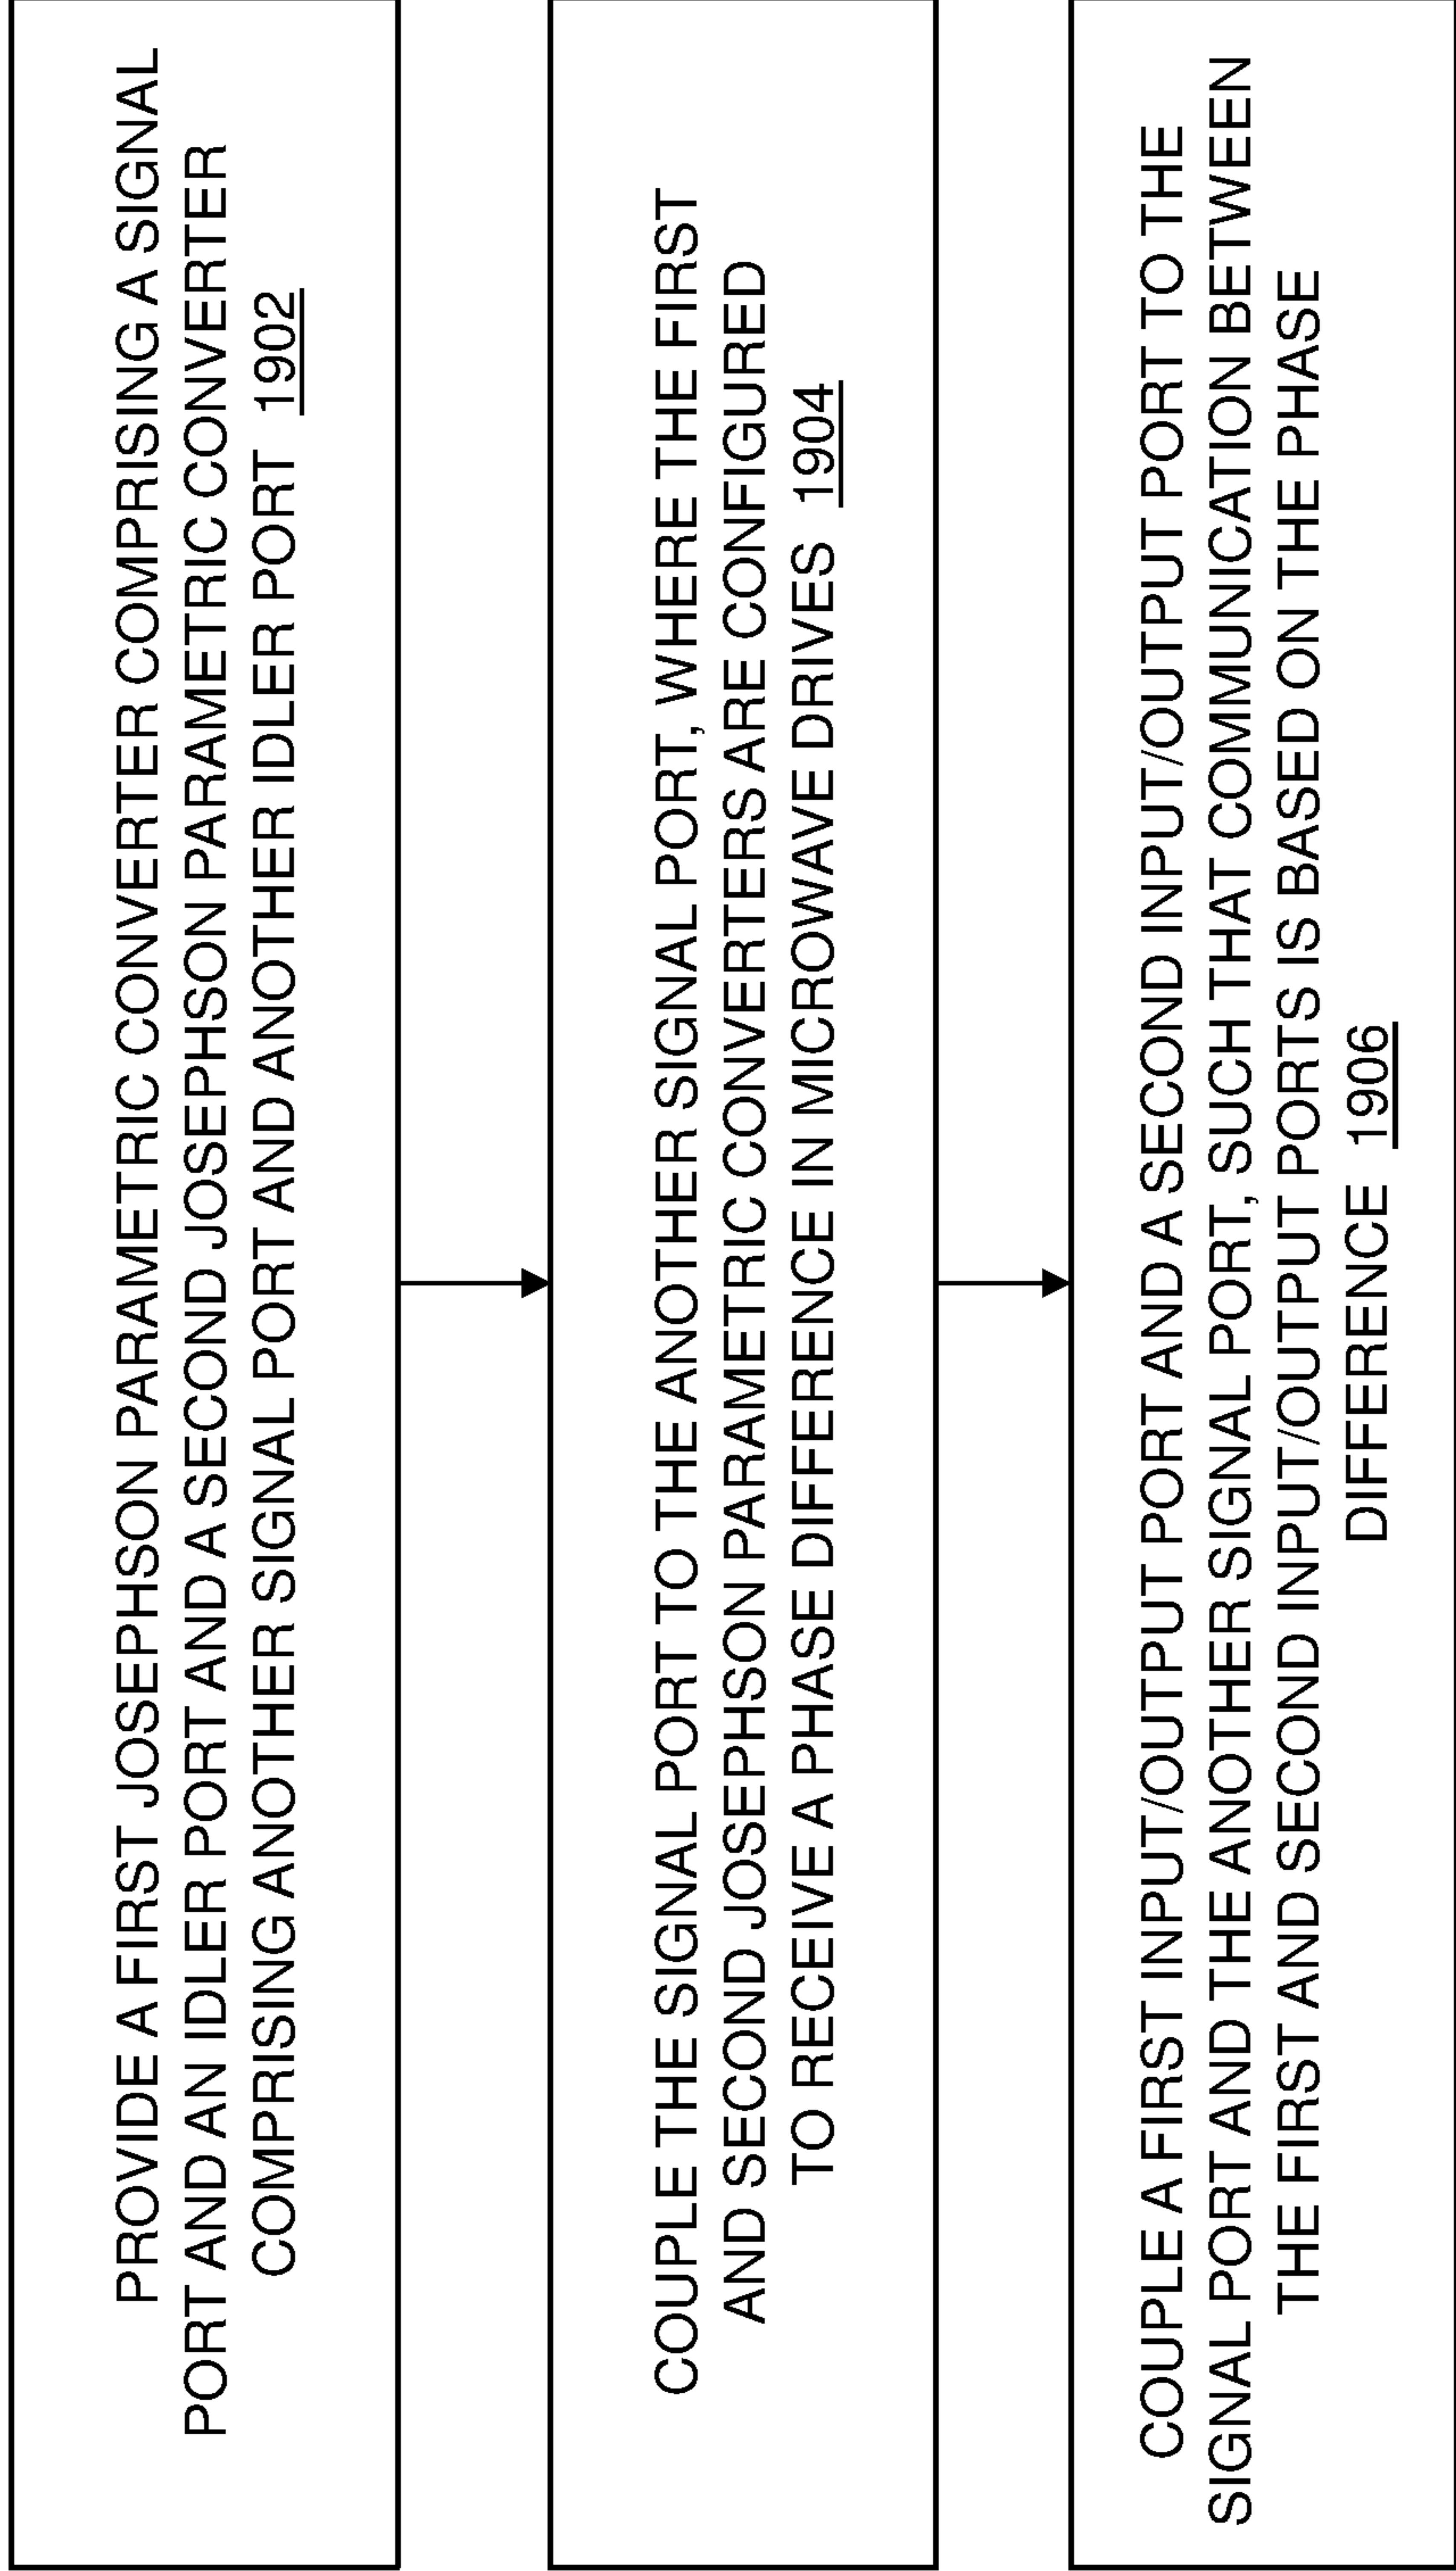 PROVIDE A FIRST JOSEPHSON PARAMETRIC CONVERTER COMPRISING A SIGNAL
PORT AND AN IDLER PORT AND A SECOND JOSEPHSON PARAMETRIC CONVERTER
COMPRISING ANOTHER SIGNAL PORT AND ANOTHER IDLER PORT 1902
COUPLE THE SIGNAL PORT TO THE ANOTHER SIGNAL PORT, WHERE THE FIRST
AND SECOND JOSEPHSON PARAMETRIC CONVERTERS ARE CONFIGURED
TO RECEIVE A PHASE DIFFERENCE IN MICROWAVE DRIVES 1904
COUPLE A FIRST INPUT/OUTPUT PORT AND A SECOND INPUT/OUTPUT PORT TO THE
SIGNAL PORT AND THE ANOTHER SIGNAL PORT, SUCH THAT COMMUNICATION BETWEEN
THE FIRST AND SECOND INPUT/OUTPUT PORTS IS BASED ON THE PHASE
DIFFERENCE 1906